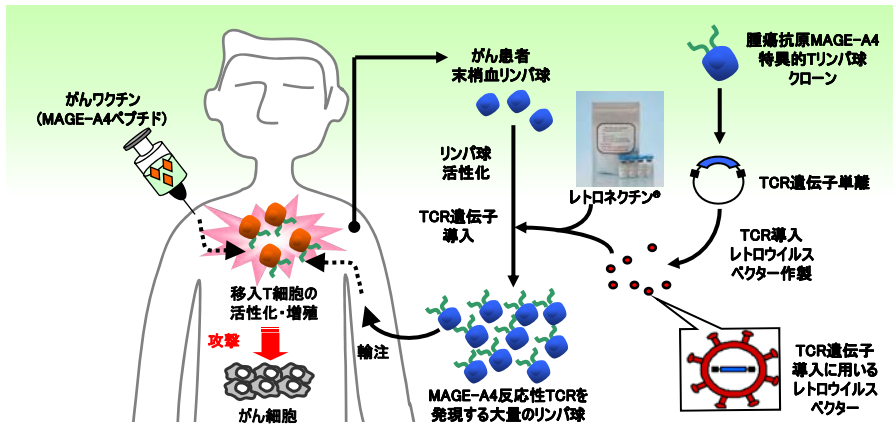 がんワクチン
(MAGE-A4ペプチド)
移入T細胞の
活性化・増殖
攻撃
がん細胞
輸注
がん患者
末梢血リンパ球
リンパ球
活性化
TCR遺伝子
導入
MAGE-A4反応性TCRを
発現する大量のリンパ球
レトロネクチン®
腫瘍抗原MAGE-A4
特異的Tリンパ球
クローン
TCR遺伝子単離
TCR導入
レトロウイルス
ベクター作製
TCR遺伝子
導入に用いる
レトロウイルス
ベクター